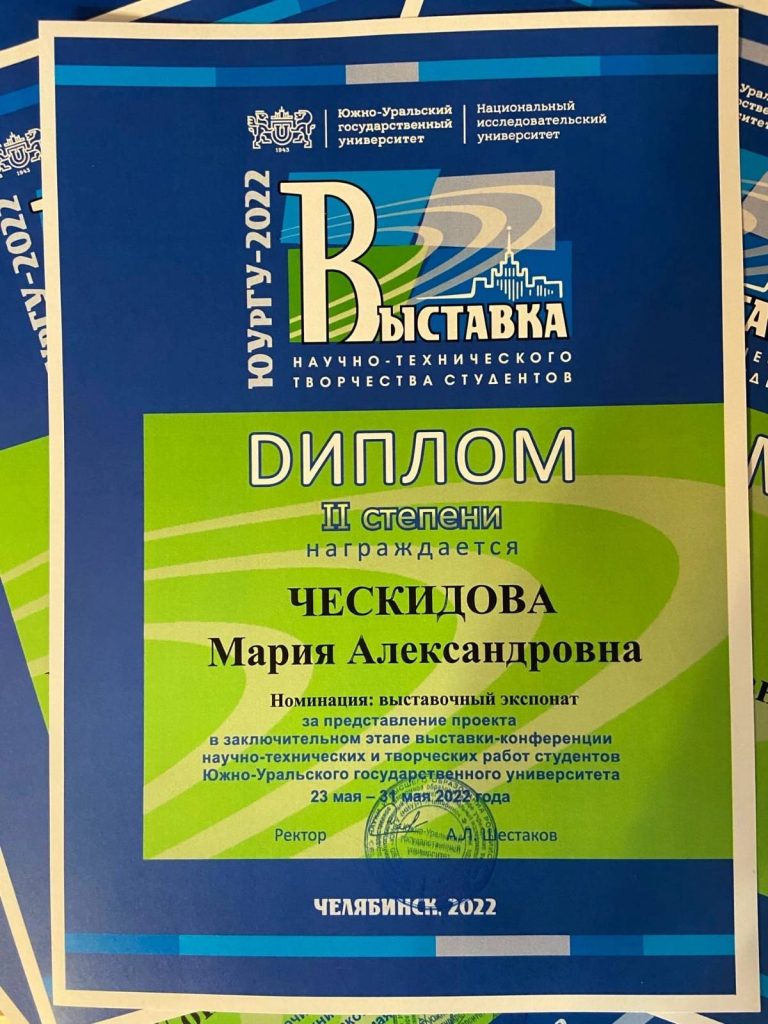 Южно-Уральский
государственный
университет
Национальный
исследовательский
университет
1943
ЮУРГУ-2022
ВЫСТАВКА
НАУЧНО-ТЕХНИЧЕСКОГО
ТВОРЧЕСТВА СТУДЕНТОВ
DИПЛОМ
II степени
награждается
ЧЕСКИДОВА
Мария Александровна
Номинация: выставочный экспонат
за представление проекта
в заключительном этапе выставки-конференции
научно-технических и творческих работ студентов
Южно-Уральского государственного университета
23 мая – 31 мая 2022 года
Ректор А.Л. Шестаков
ЧЕЛЯБИНСК, 2022